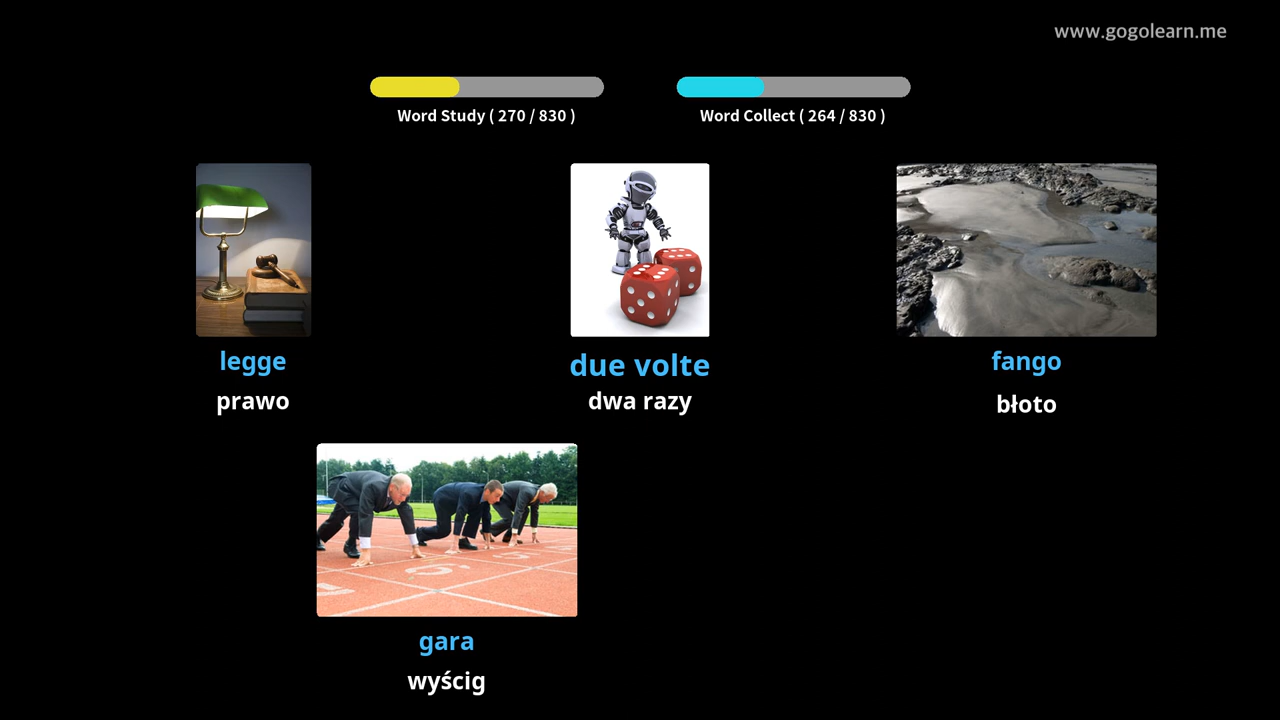 www.gogolearn.me
Word Study ( 270 / 830 )
Word Collect ( 264 / 830 )
legge
prawo
due volte
dwa razy
fango
błoto
gara
wyścig